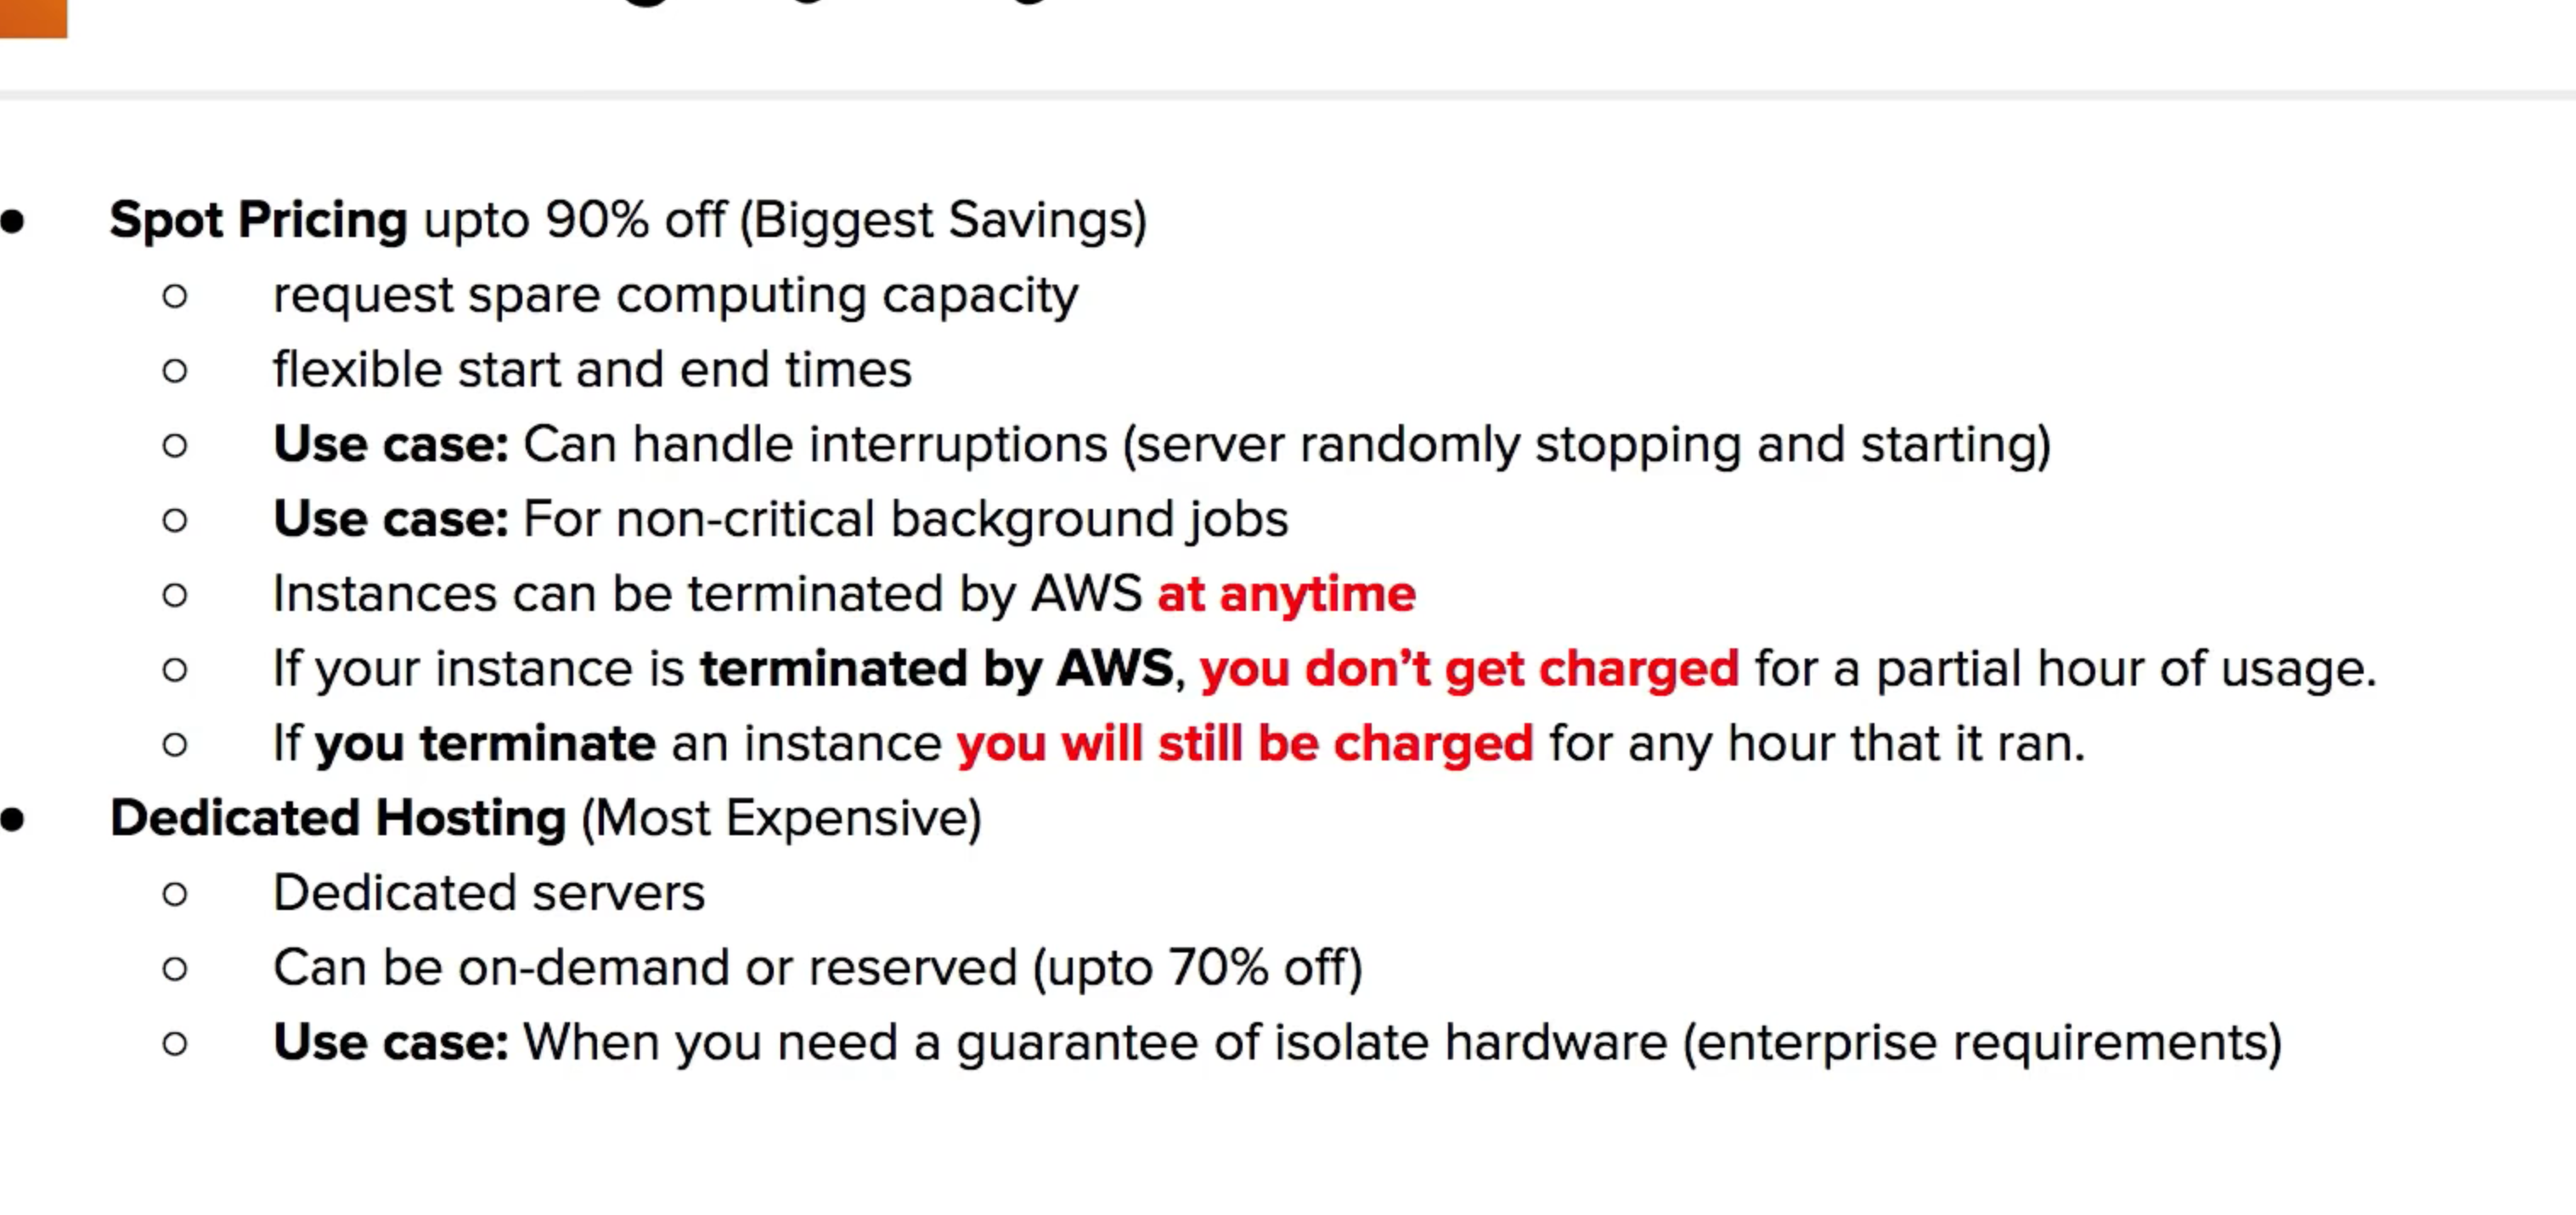 Spot Pricing upto 90% off (Biggest Savings)
request spare computing capacity
flexible start and end times
Use case: Can handle interruptions (server randomly stopping and starting)
Use case: For non-critical background jobs
Instances can be terminated by AWS at anytime
If your instance is terminated by AWS, you don’t get charged for a partial hour of usage.
If you terminate an instance you will still be charged for any hour that it ran.
Dedicated Hosting (Most Expensive)
Dedicated servers
Can be on-demand or reserved (upto 70% off)
Use case: When you need a guarantee of isolate hardware (enterprise requirements)